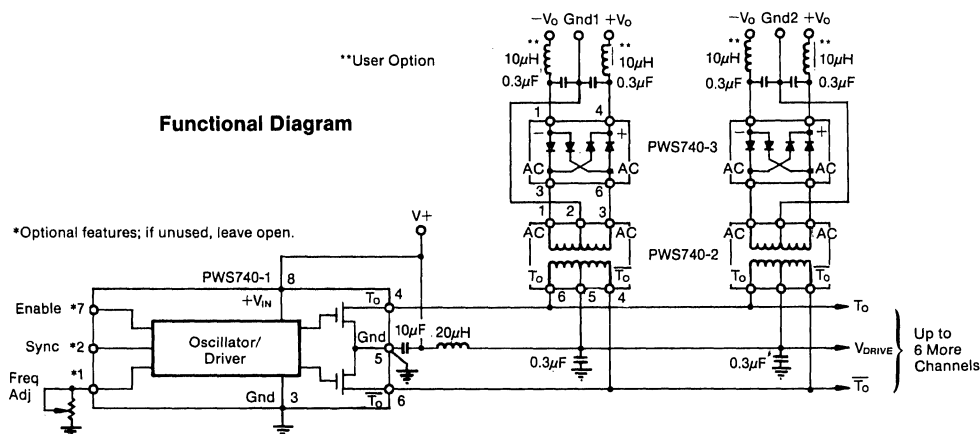 −Vo Gnd1 +Vo
−Vo Gnd2 +Vo
**User Option
**
10µH
**
10µH
0.3µF
0.3µF
**
10µH
**
10µH
0.3µF
0.3µF
Functional Diagram
1
4
−
+
AC
AC
3
6
PWS740-3
−
+
AC
AC
1
2
3
AC
AC
To
T̅o̅
6
5
4
PWS740-2
AC
AC
To
T̅o̅
*Optional features; if unused, leave open.
V+
PWS740-1
8
+VIN
Enable *7
Sync *2
*1
Freq
Adj
Oscillator/
Driver
Gnd
3
To
4
Gnd
5
T̅o̅
6
10µF
20µH
0.3µF
0.3µF
To
VDRIVE
T̅o̅
Up to
6 More
Channels